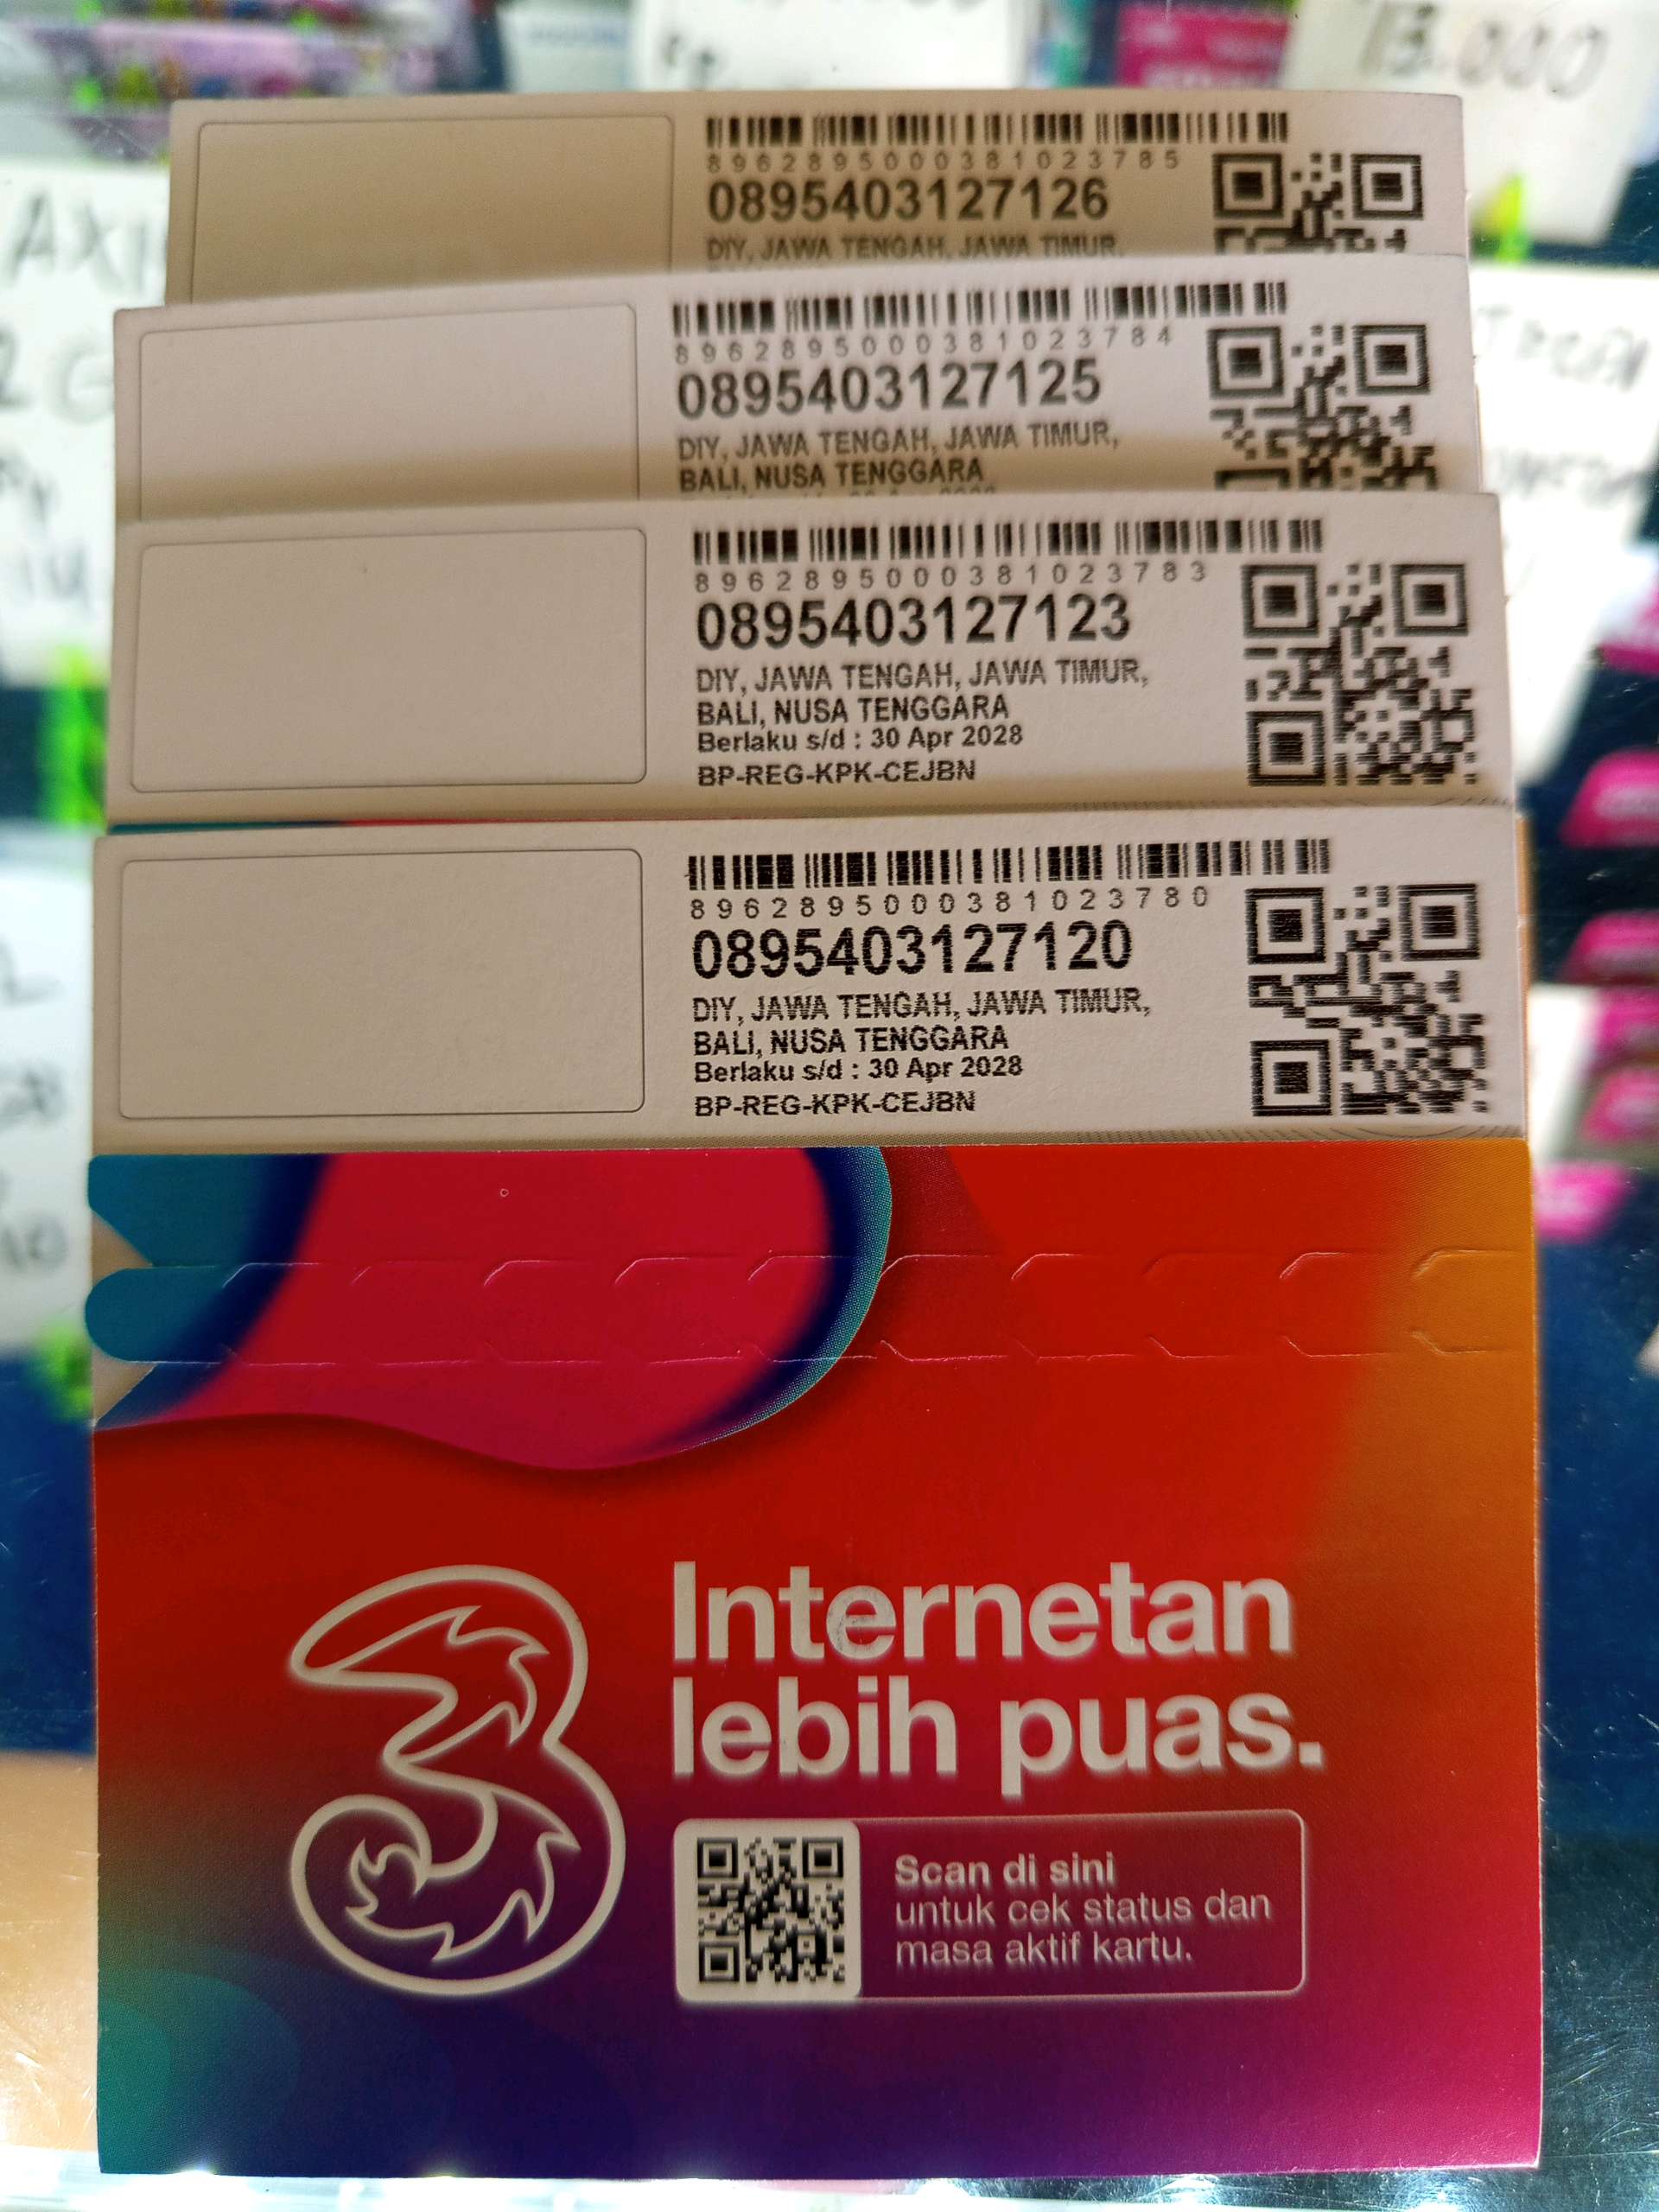 13.000
8962895000381023785
0895403127126
DIY, JAWA TENGAH, JAWA TIMUR,
8962895000381023784
0895403127125
DIY, JAWA TENGAH, JAWA TIMUR,
BALI, NUSA TENGGARA
8962895000381023783
0895403127123
DIY, JAWA TENGAH, JAWA TIMUR,
BALI, NUSA TENGGARA
Berlaku s/d : 30 Apr 2028
BP-REG-KPK-CEJBN
8962895000381023780
0895403127120
DIY, JAWA TENGAH, JAWA TIMUR,
BALI, NUSA TENGGARA
Berlaku s/d : 30 Apr 2028
BP-REG-KPK-CEJBN
3
Internetan
lebih puas.
Scan di sini
untuk cek status dan
masa aktif kartu.